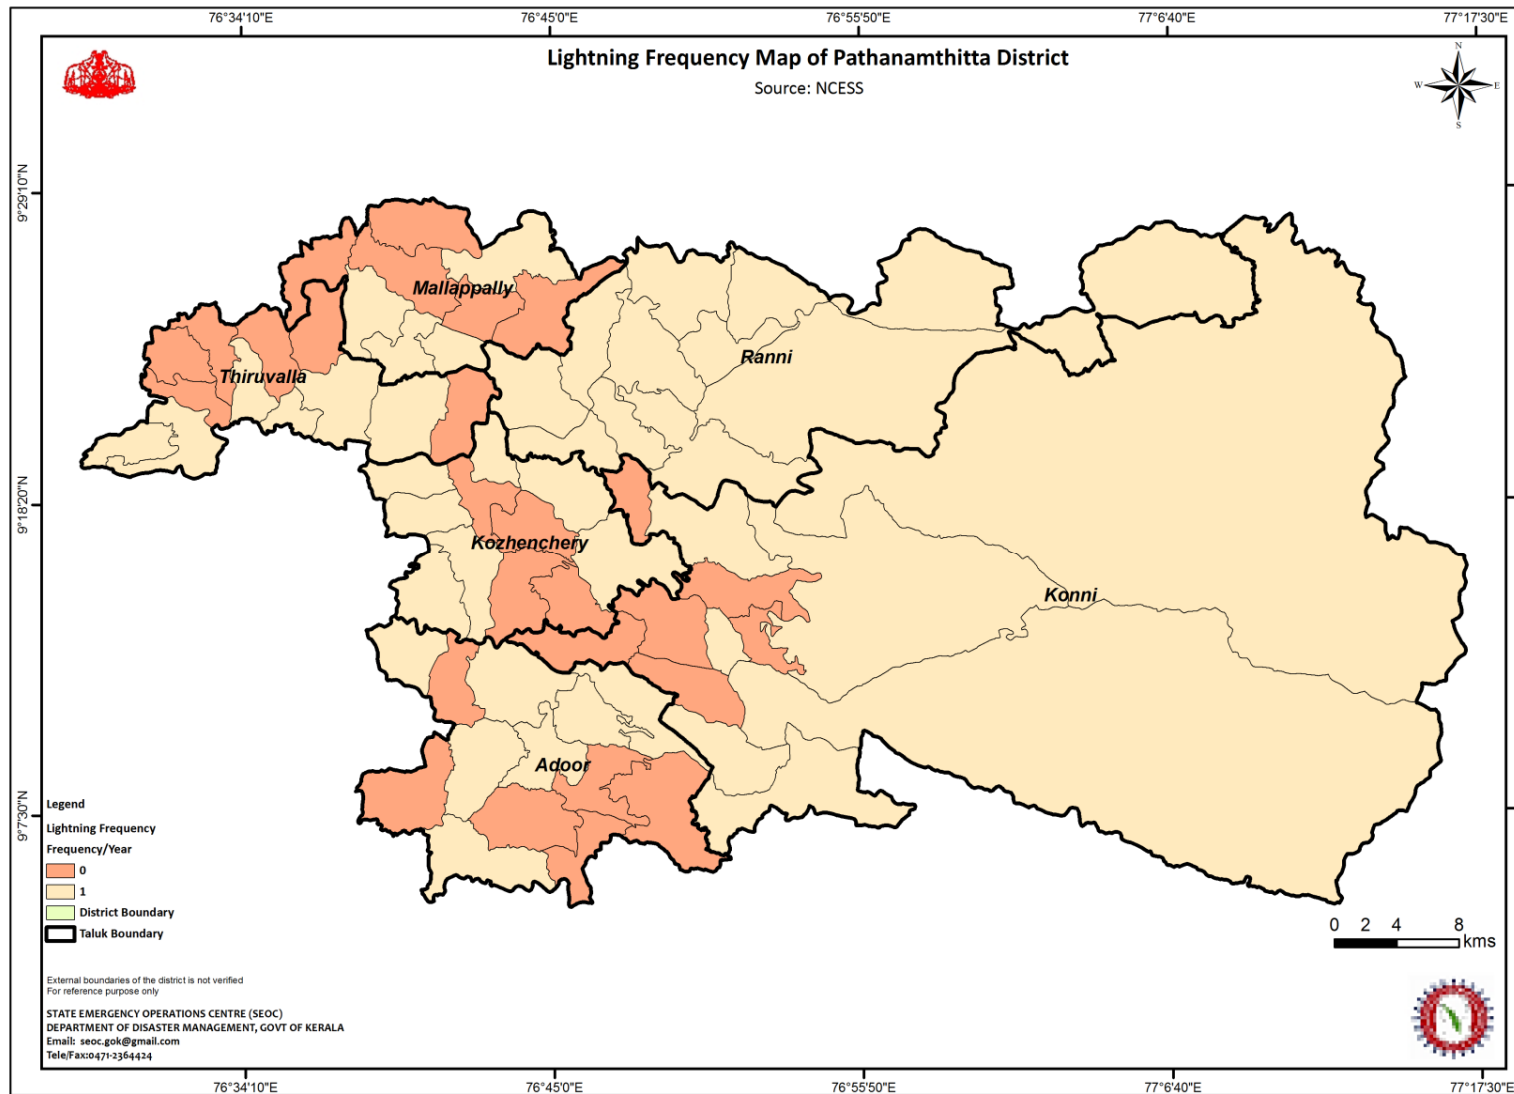 76°34'10"E 76°45'0"E 76°55'50"E 77°6'40"E 77°17'30"E
Lightning Frequency Map of Pathanamthitta District
Source: NCESS
N
W E
S
9°29'10"N
Mallappally
Ranni
Thiruvalla
9°18'20"N
Kozhenchery
Konni
Adoor
9°7'30"N
Legend
Lightning Frequency
Frequency/Year
0
1
District Boundary
Taluk Boundary
0 2 4 8
kms
External boundaries of the district is not verified
For reference purpose only
STATE EMERGENCY OPERATIONS CENTRE (SEOC)
DEPARTMENT OF DISASTER MANAGEMENT, GOVT OF KERALA
Email: seoc.gok@gmail.com
Tele/Fax:0471-2364424
76°34'10"E 76°45'0"E 76°55'50"E 77°6'40"E 77°17'30"E